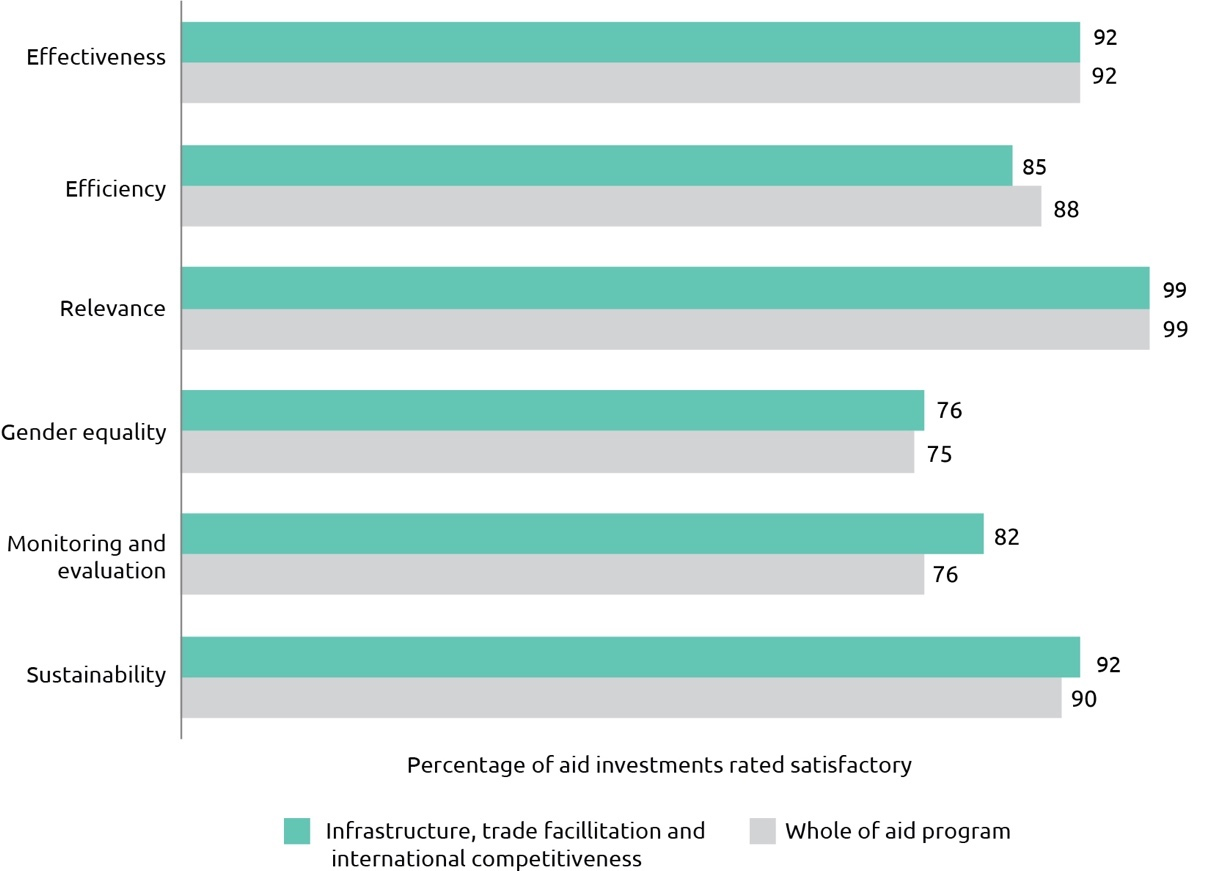 Effectiveness
92
92
Efficiency
85
88
Relevance
99
99
Gender equality
76
75
Monitoring and
evaluation
82
76
Sustainability
92
90
Percentage of aid investments rated satisfactory
Infrastructure, trade facillitation and
international competitiveness
Whole of aid program